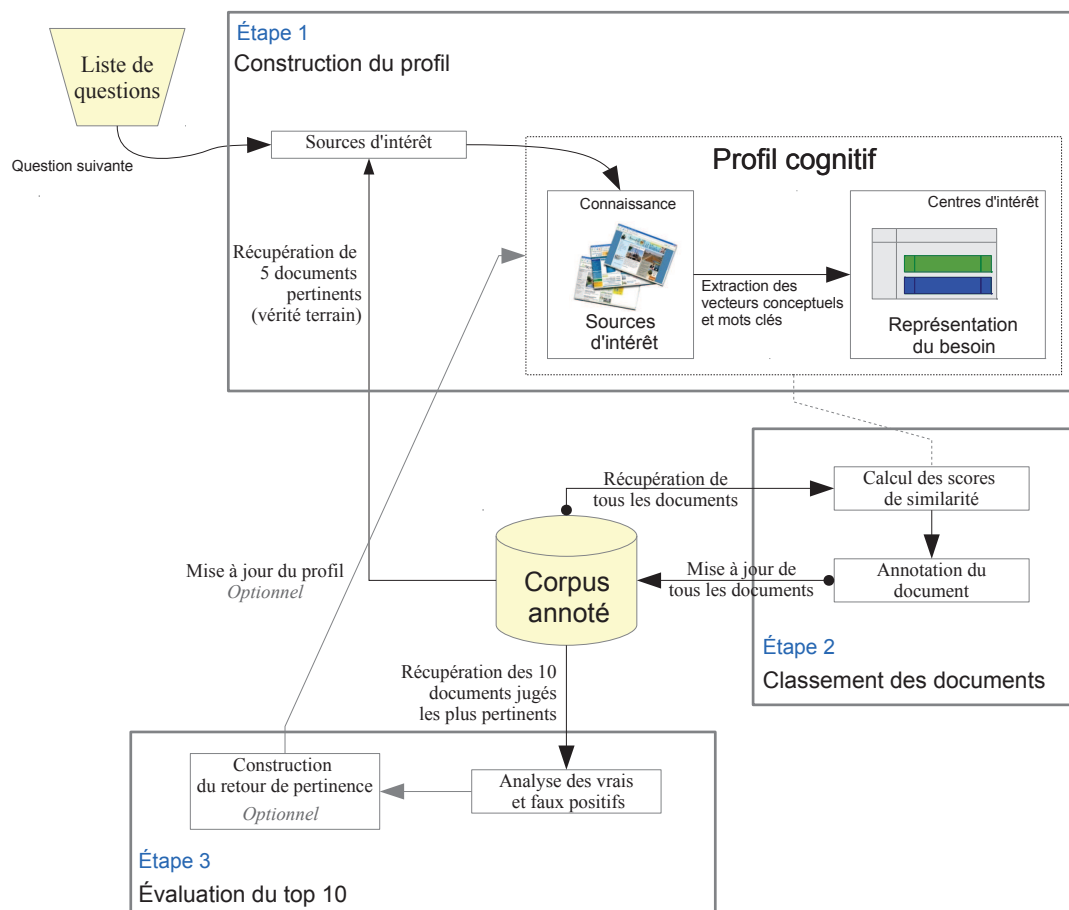 Liste de
questions
Question suivante
Étape 1
Construction du profil
Sources d'intérêt
Profil cognitif
Connaissance
Sources
d'intérêt
Extraction des
vecteurs conceptuels
et mots clés
Centres d'intérêt
Représentation
du besoin
Récupération de
5 documents
pertinents
(vérité terrain)
Récupération de
tous les documents
Calcul des scores
de similarité
Annotation du
document
Mise à jour de
tous les documents
Étape 2
Classement des documents
Corpus
annoté
Mise à jour du profil
Optionnel
Récupération des 10
documents jugés
les plus pertinents
Construction
du retour de pertinence
Optionnel
Analyse des vrais
et faux positifs
Étape 3
Évaluation du top 10